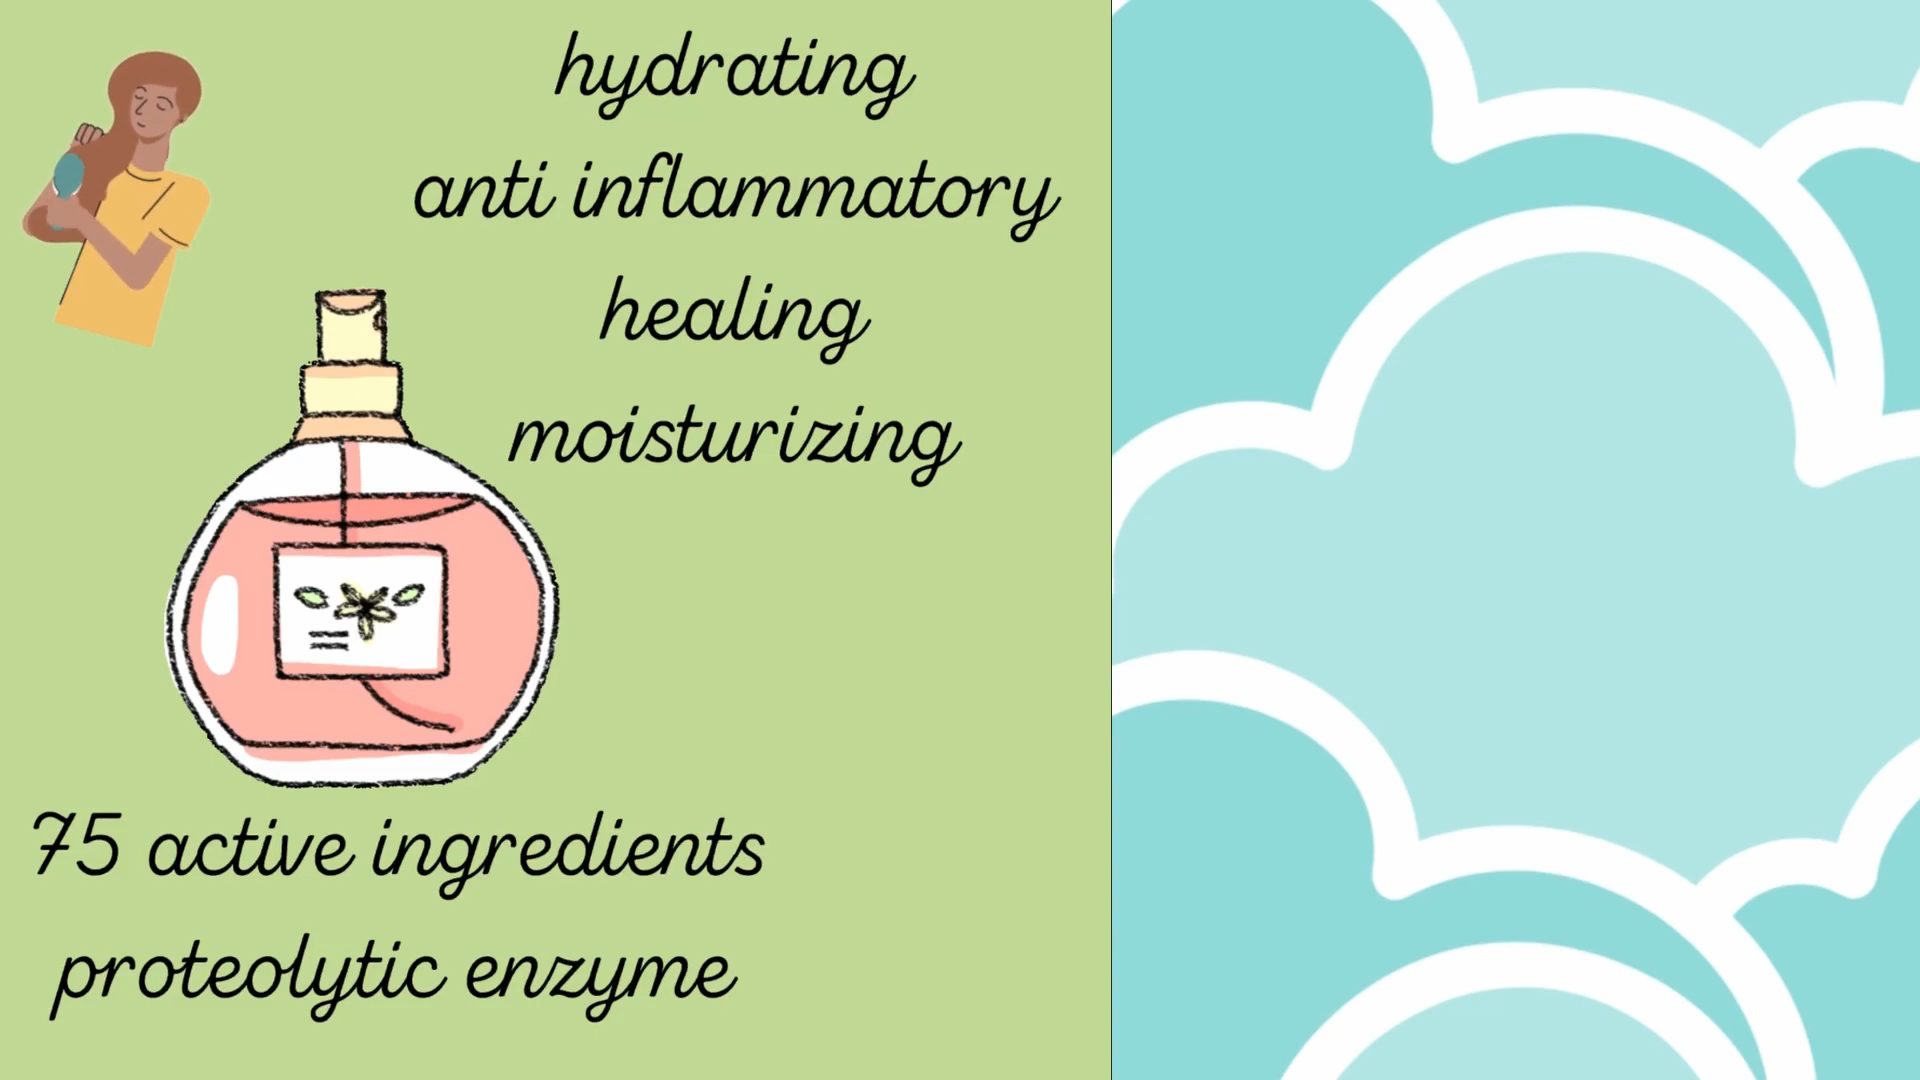 hydrating
anti inflammatory
healing
moisturizing
75 active ingredients
proteolytic enzyme